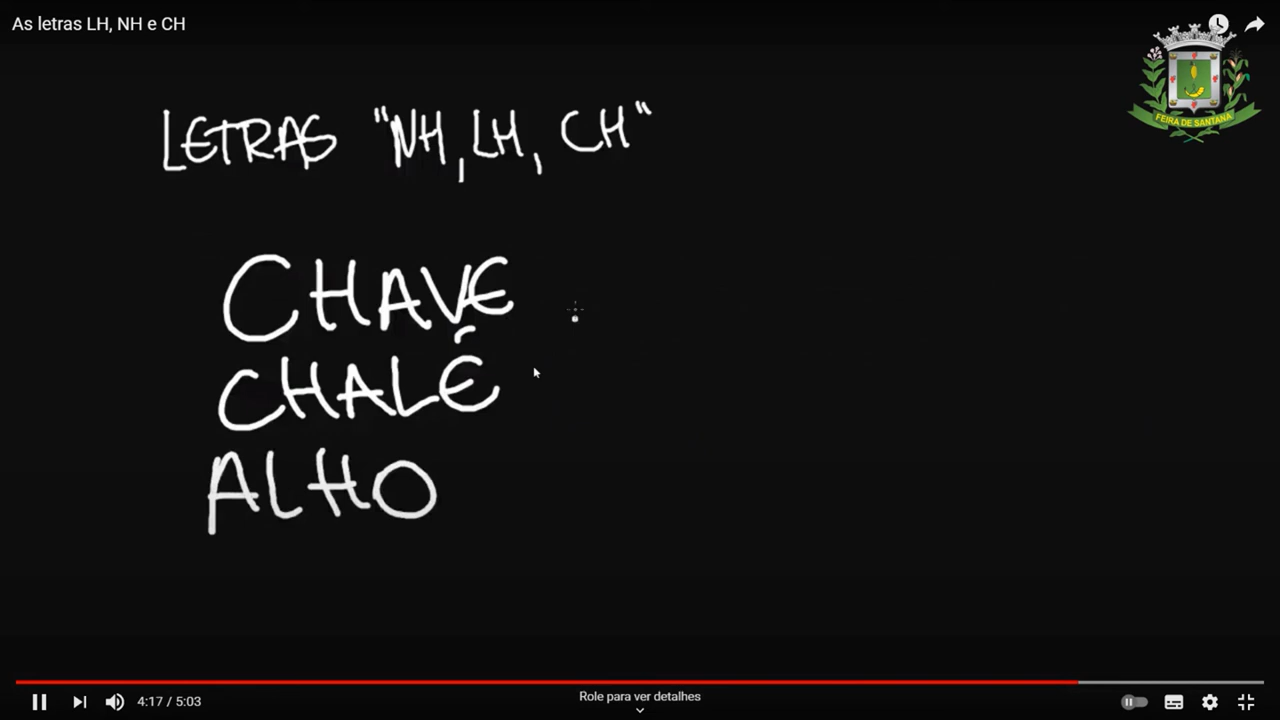 As letras LH, NH e CH
FEIRA DE SANTANA
LETRAS "NH, LH, CH"
CHAVE
CHALÉ
ALHO
4:17 / 5:03
Role para ver detalhes